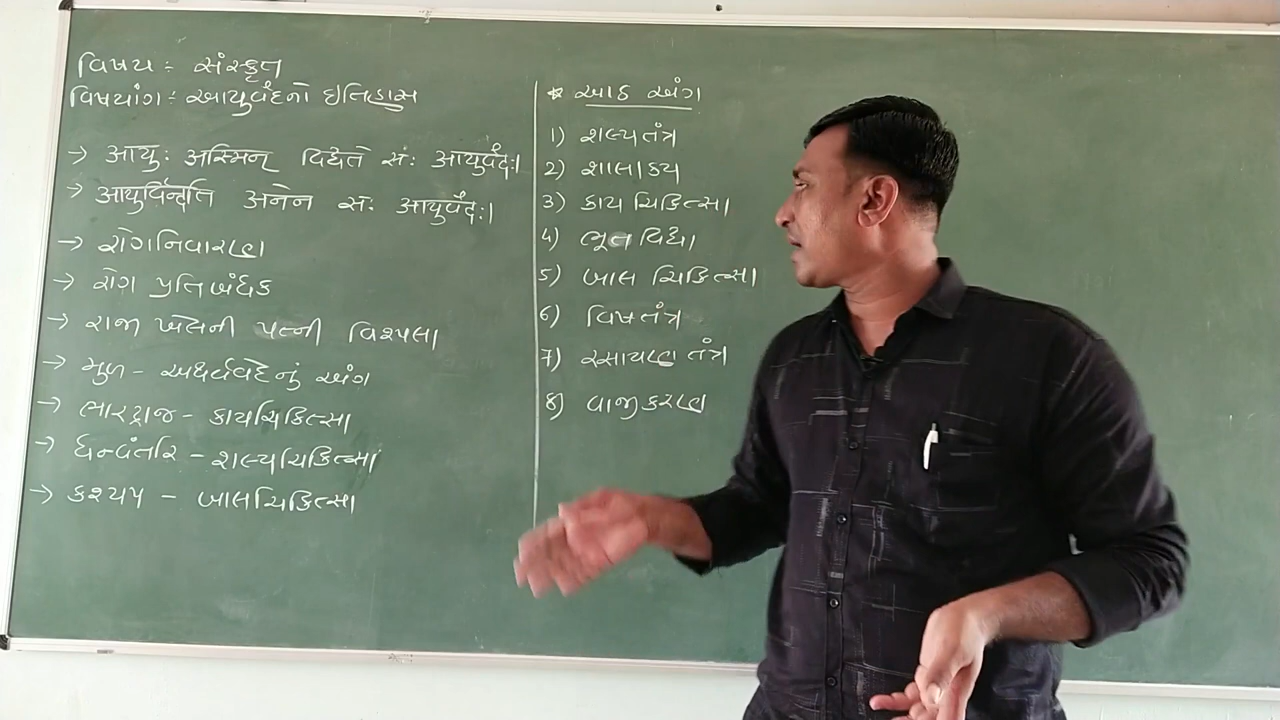 વિષય : સંસ્કૃત
વિષયાંગ : આયુર્વેદનો ઇતિહાસ
→ आयुः अस्मिन् विद्यते सः आयुर्वेदः।
→ आयुर्विन्दति अनेन सः आयुर्वेदः।
→ રોગનિવારણ
→ રોગ પ્રતિબંધક
→ રાજા ખેલની પત્ની વિશ્પલા
→ મુળ - અથર્વવેદનું અંગ
→ ભારદ્વાજ - કાયચિકિત્સા
→ ધન્વંતરિ - શલ્યચિકિત્સા
→ કશ્યપ - બાલચિકિત્સા
* આઠ અંગ
1) શલ્યતંત્ર
2) શાલાકય
3) કાય ચિકિત્સા
4) ભૂત વિદ્યા
5) બાલ ચિકિત્સા
6) વિષતંત્ર
7) રસાયણ તંત્ર
8) વાજીકરણ